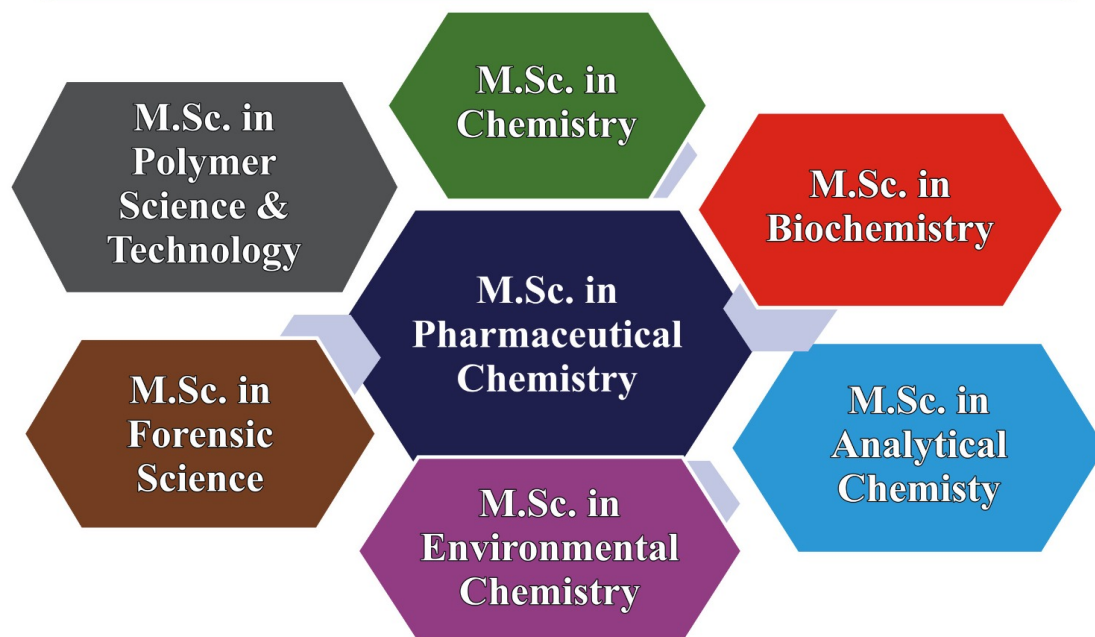 M.Sc. in
Chemistry
M.Sc. in
Polymer
Science &
Technology
M.Sc. in
Biochemistry
M.Sc. in
Pharmaceutical
Chemistry
M.Sc. in
Forensic
Science
M.Sc. in
Analytical
Chemisty
M.Sc. in
Environmental
Chemistry